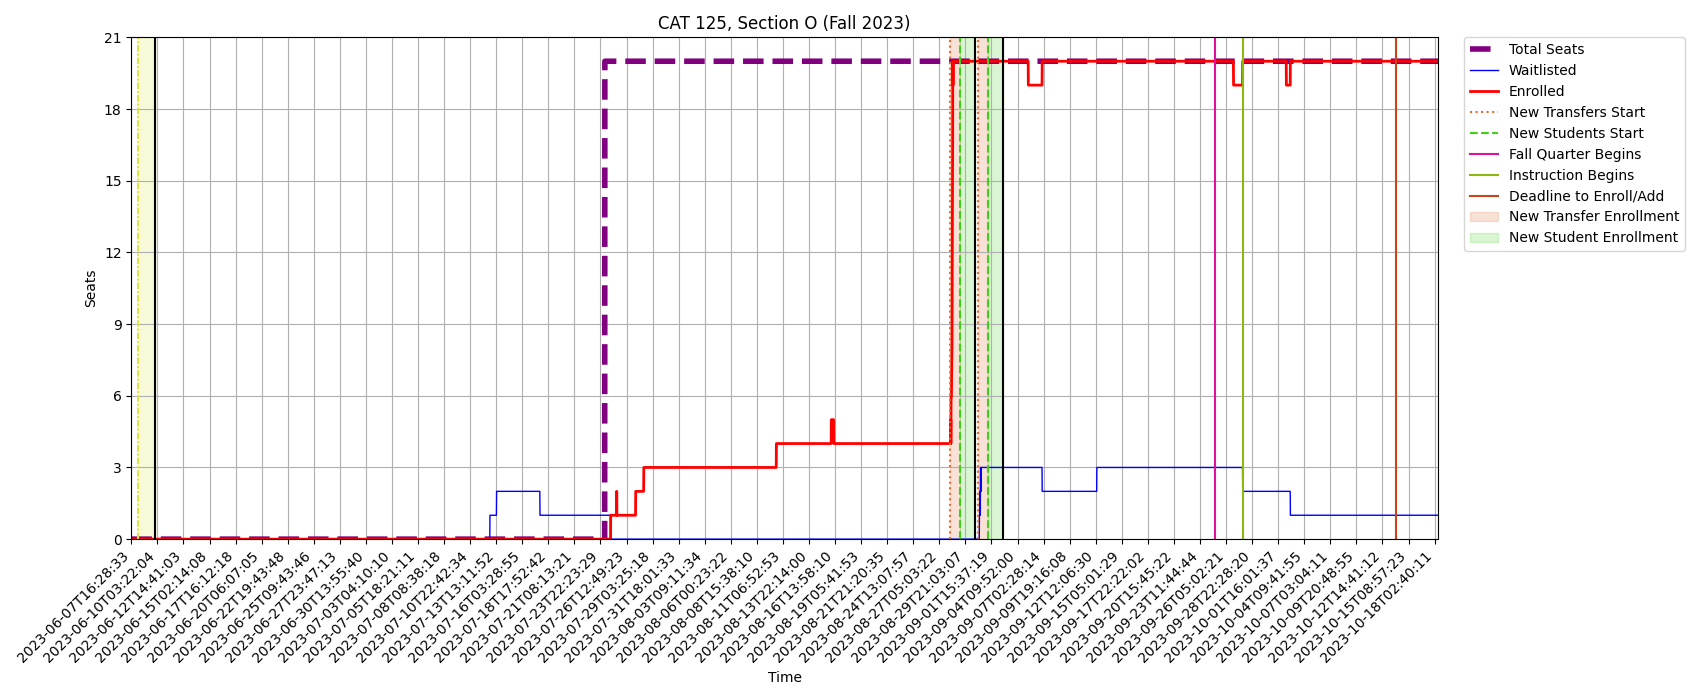 CAT 125, Section O (Fall 2023)
21
18
15
12
9
6
3
0
Seats
Total Seats
Waitlisted
Enrolled
New Transfers Start
New Students Start
Fall Quarter Begins
Instruction Begins
Deadline to Enroll/Add
New Transfer Enrollment
New Student Enrollment
2023-06-07T16:28:33
2023-06-10T03:22:04
2023-06-12T14:41:03
2023-06-15T02:14:08
2023-06-17T16:12:18
2023-06-20T06:07:05
2023-06-22T19:43:48
2023-06-25T09:43:46
2023-06-27T23:47:13
2023-06-30T13:55:40
2023-07-03T04:10:10
2023-07-05T18:21:11
2023-07-08T08:38:18
2023-07-10T22:42:34
2023-07-13T13:11:52
2023-07-16T03:28:55
2023-07-18T17:52:42
2023-07-21T08:13:21
2023-07-23T22:23:29
2023-07-26T12:49:23
2023-07-29T03:25:18
2023-07-31T18:01:33
2023-08-03T09:11:34
2023-08-06T00:23:22
2023-08-08T15:38:10
2023-08-11T06:52:53
2023-08-13T22:14:00
2023-08-16T13:58:10
2023-08-19T05:41:53
2023-08-21T21:20:35
2023-08-24T13:07:57
2023-08-27T05:03:22
2023-08-29T21:03:07
2023-09-01T15:37:19
2023-09-04T09:52:00
2023-09-07T02:28:14
2023-09-09T19:16:08
2023-09-12T12:06:30
2023-09-15T05:01:29
2023-09-17T22:22:02
2023-09-20T15:45:22
2023-09-23T11:44:44
2023-09-26T05:02:21
2023-09-28T22:28:20
2023-10-01T16:01:37
2023-10-04T09:41:55
2023-10-07T03:04:11
2023-10-09T20:48:55
2023-10-12T14:41:12
2023-10-15T08:57:23
2023-10-18T02:40:11
Time